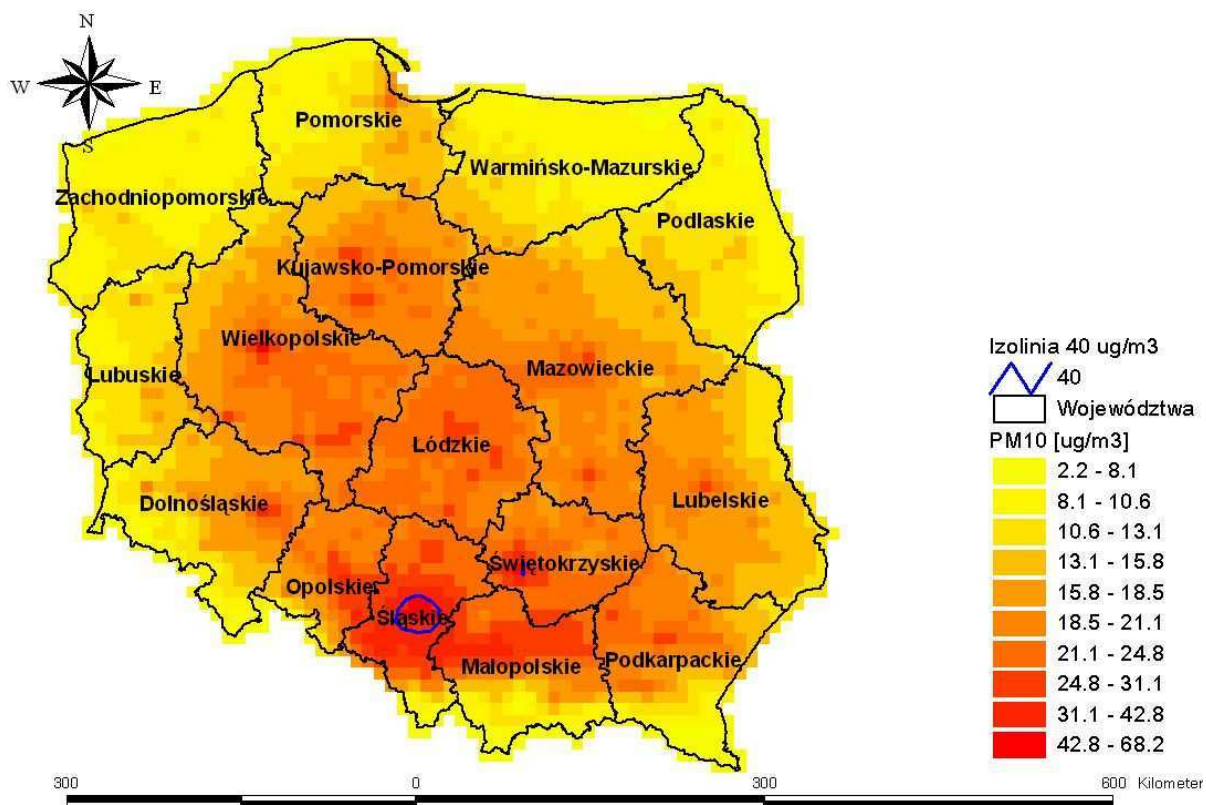 N
W E
S
Pomorskie
Warmińsko-Mazurskie
Zachodniopomorskie
Podlaskie
Kujawsko-Pomorskie
Wielkopolskie
Mazowieckie
Lubuskie
Łódzkie
Dolnośląskie
Lubelskie
Świętokrzyskie
Opolskie
Śląskie
Małopolskie
Podkarpackie
Izolinia 40 ug/m3
40
Województwa
PM10 [ug/m3]
2.2 - 8.1
8.1 - 10.6
10.6 - 13.1
13.1 - 15.8
15.8 - 18.5
18.5 - 21.1
21.1 - 24.8
24.8 - 31.1
31.1 - 42.8
42.8 - 68.2
300 0 300 600 Kilometer